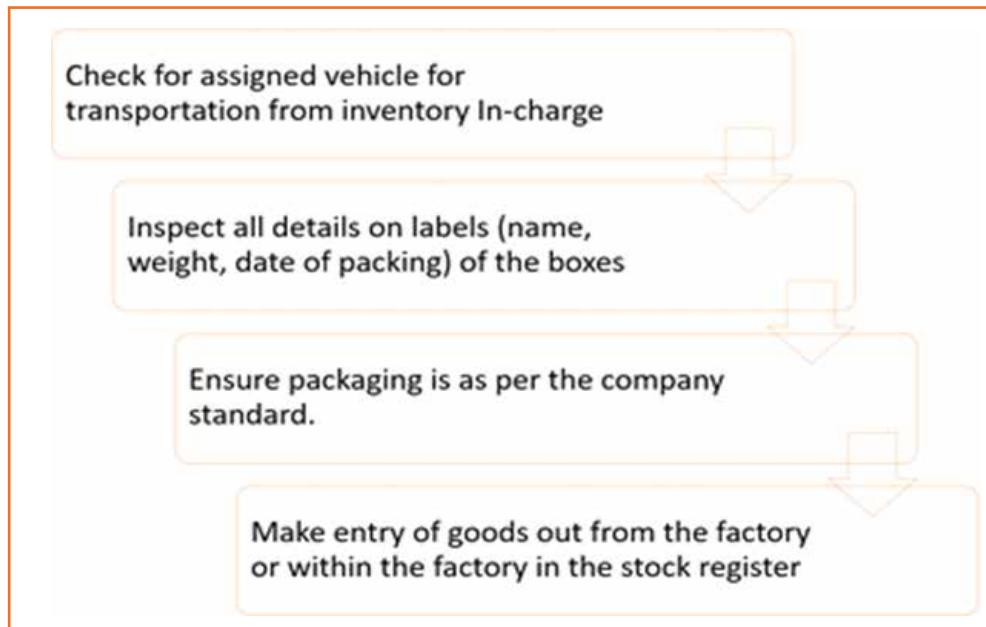 Check for assigned vehicle for
transportation from inventory In-charge
Inspect all details on labels (name,
weight, date of packing) of the boxes
Ensure packaging is as per the company
standard.
Make entry of goods out from the factory
or within the factory in the stock register